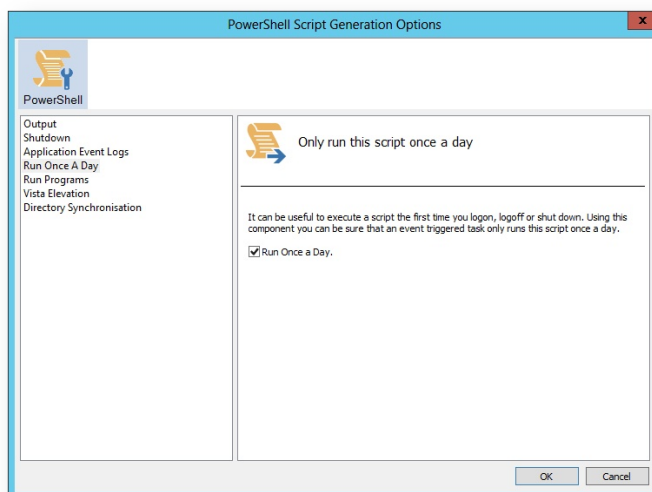 PowerShell Script Generation Options
x
PowerShell
Output
Shutdown
Application Event Logs
Run Once A Day
Run Programs
Vista Elevation
Directory Synchronisation
Only run this script once a day
It can be useful to execute a script the first time you logon, logoff or shut down. Using this
component you can be sure that an event triggered task only runs this script once a day.
Run Once a Day.
OK
Cancel